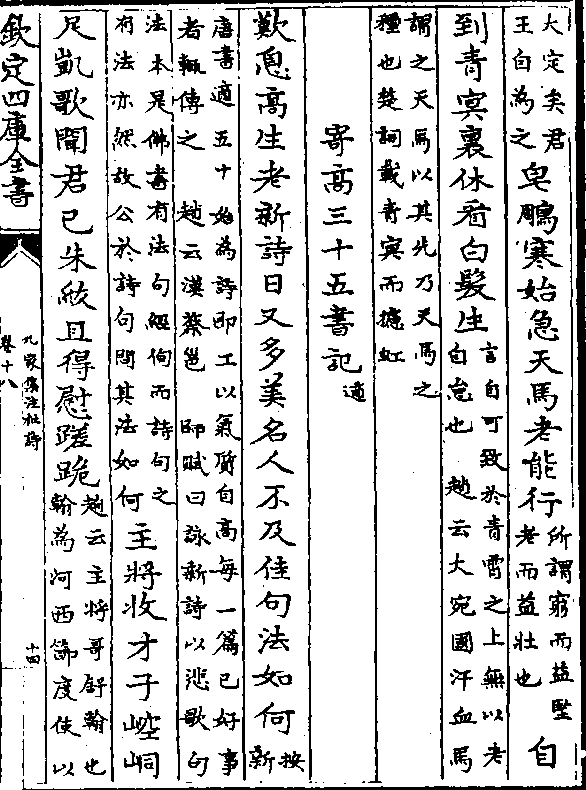 大定矣君
王自為之
皂鵰寒始急天馬老能行
所謂窮而益堅
老而益壯也
自
到青冥裏休看白髮生
言自可致於青霄之上無以老
自怠也 趙云大宛國汗血馬
謂之天馬以其先乃天馬之
種也楚詞載青冥而攄虹
寄高三十五書記
適
歎息高生老新詩日又多美名人不及佳句法如何
按新
唐書適五十始為詩即工以氣質自高每一篇已好事
者輒傳之 趙云漢蔡邕 師賦曰詠新詩以悲歌句
法本是佛書有法句經偈而詩句之
有法亦然故公於詩句問其法如何
主將收才子崆峒
足凱歌聞君已朱紱且得慰蹉跎
趙云主將哥舒翰也
翰為河西節度使以
欽定四庫全書
九家集注杜詩
卷十八
十四